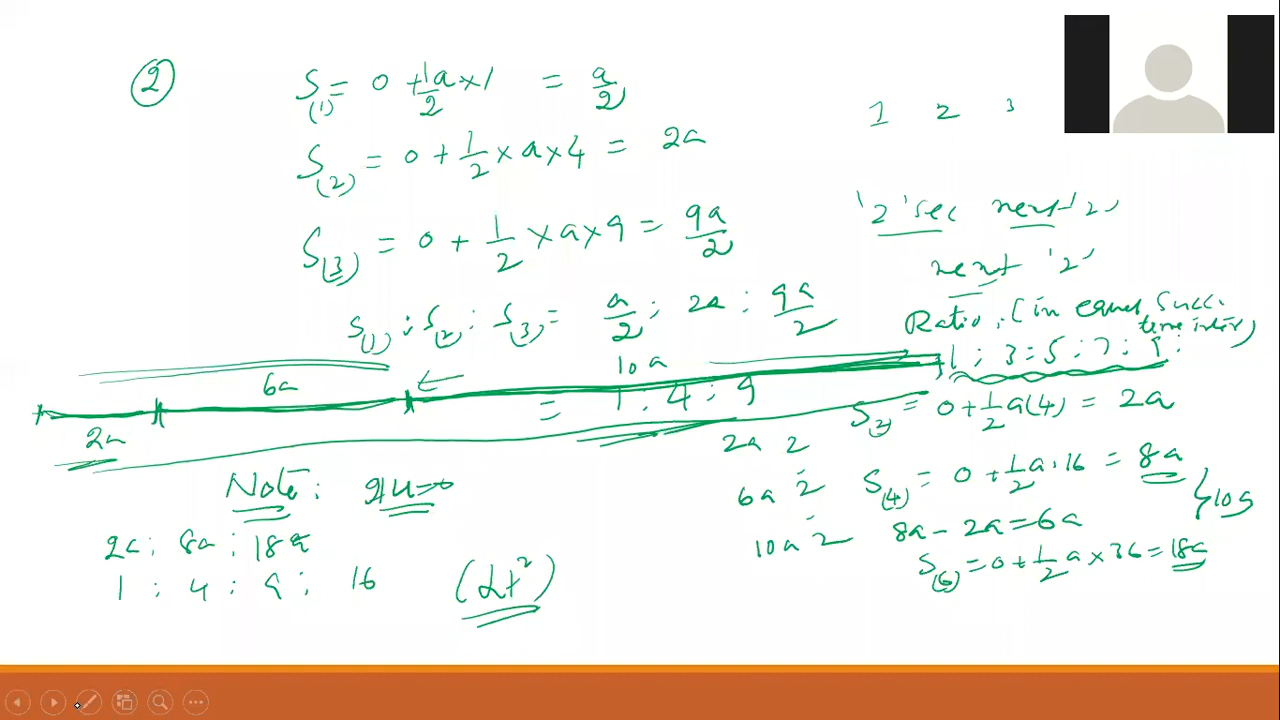 ②
S(1) = 0 + 1/2 a×1 = a/2
S(2) = 0 + 1/2 × a × 4 = 2a
S(3) = 0 + 1/2 × a × 9 = 9a/2
S(1) : S(2) : S(3) = a/2 : 2a : 9a/2
= 1 : 4 : 9
1 2 3
'2' sec next '2'
next '2'
Ratio. (in equal succ.
time inter)
1 : 3 : 5 : 7 : 9 :
2a 6a 10a
Note: If u=0
2a : 8a : 18a
1 : 4 : 9 : 16 (αt²)
2a 2
6a 2
10a 2
S(2) = 0 + 1/2 a(4) = 2a
S(4) = 0 + 1/2 a · 16 = 8a
8a - 2a = 6a
S(6) = 0 + 1/2 a × 36 = 18a
} 10a